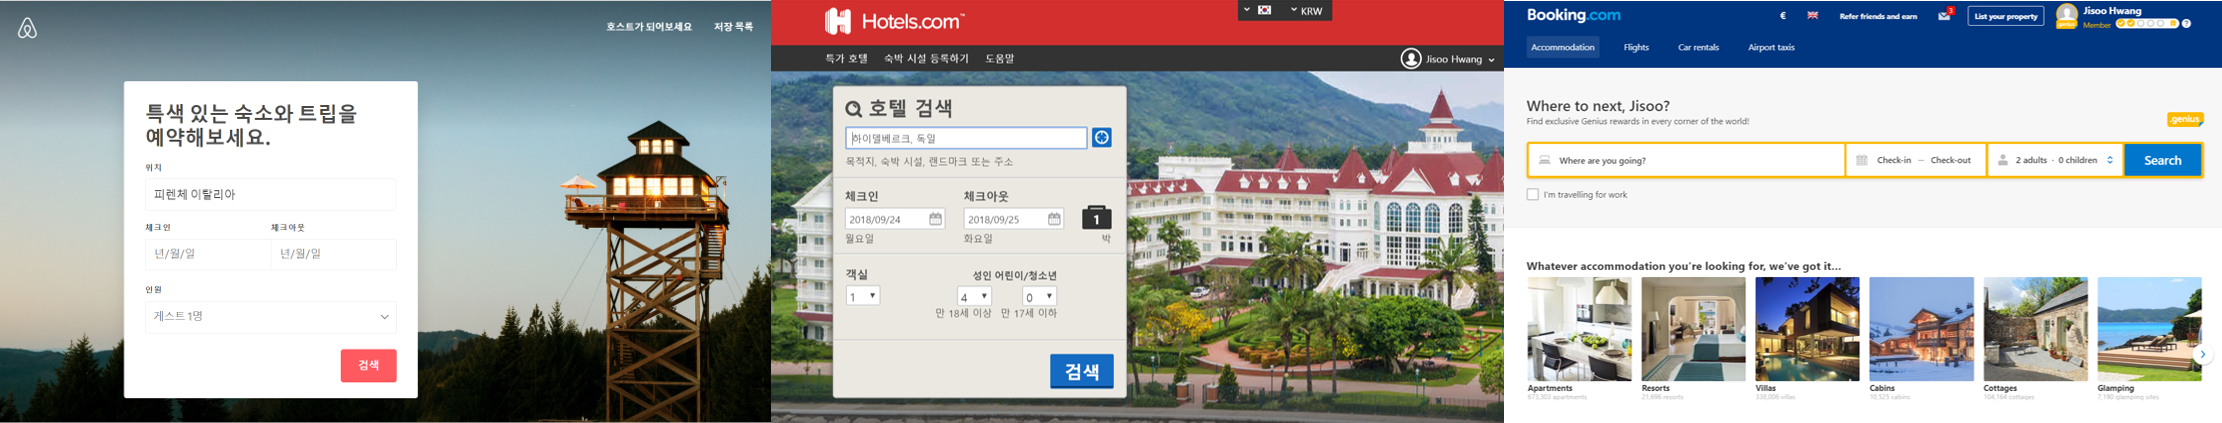 호스트가 되어보세요 저장 목록
특색 있는 숙소와 트립을
예약해보세요.
위치
피렌체 이탈리아
체크인 체크아웃
년/월/일 년/월/일
인원
게스트 1명
검색
Hotels.com™
KRW
특가 호텔 숙박 시설 등록하기 도움말
Jisoo Hwang
호텔 검색
하이델베르크, 독일
목적지, 숙박 시설, 랜드마크 또는 주소
체크인 체크아웃
2018/09/24 2018/09/25 1
월요일 화요일 박
객실 성인 어린이/청소년
1 4 0
만 18세 이상 만 17세 이하
검색
Booking.com
€ 3 Refer friends and earn List your property
Jisoo Hwang
.genius Member ?
Accommodation Flights Car rentals Airport taxis
Where to next, Jisoo?
Find exclusive Genius rewards in every corner of the world!
.genius
Where are you going? Check-in — Check-out 2 adults · 0 children Search
I'm travelling for work
Whatever accommodation you're looking for, we've got it...
Apartments Resorts Villas Cabins Cottages Glamping
673,303 apartments 21,696 resorts 338,006 villas 10,525 cabins 104,164 cottages 7,190 glamping sites